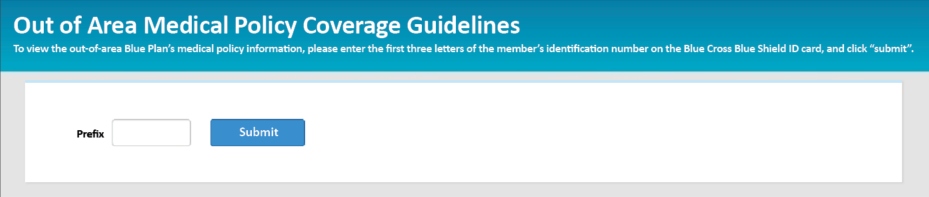 Out of Area Medical Policy Coverage Guidelines
To view the out-of-area Blue Plan's medical policy information, please enter the first three letters of the member's identification number on the Blue Cross Blue Shield ID card, and click “submit”.
Prefix Submit